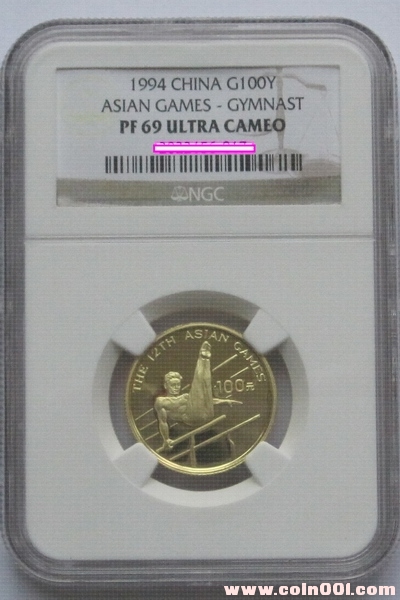 1994 CHINA G100Y
ASIAN GAMES - GYMNAST
PF 69 ULTRA CAMEO
NGC
THE 12TH ASIAN GAMES
100元
www.coin001.com